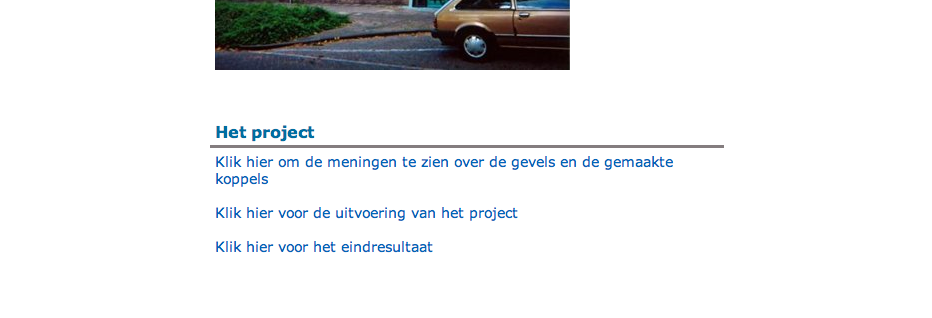 Het project
Klik hier om de meningen te zien over de gevels en de gemaakte
koppels
Klik hier voor de uitvoering van het project
Klik hier voor het eindresultaat